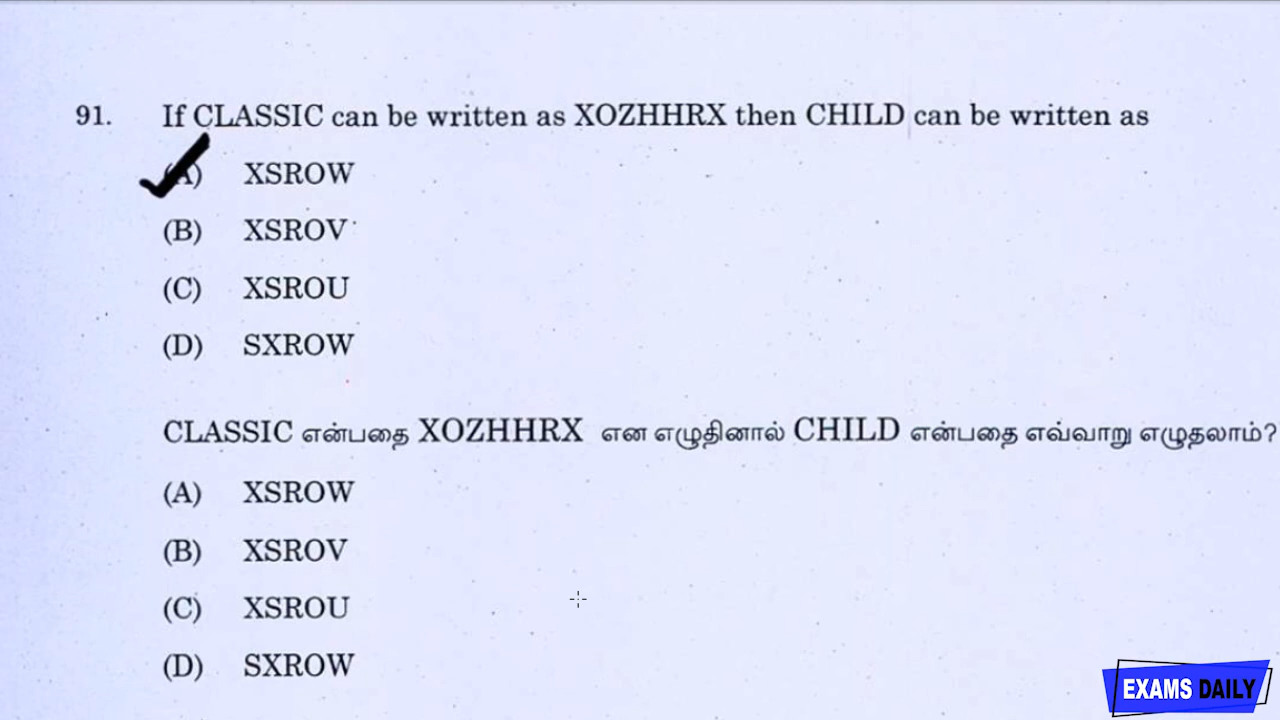 91. If CLASSIC can be written as XOZHHRX then CHILD can be written as
(A) XSROW
(B) XSROV
(C) XSROU
(D) SXROW
CLASSIC என்பதை XOZHHRX என எழுதினால் CHILD என்பதை எவ்வாறு எழுதலாம்?
(A) XSROW
(B) XSROV
(C) XSROU
(D) SXROW
EXAMS DAILY